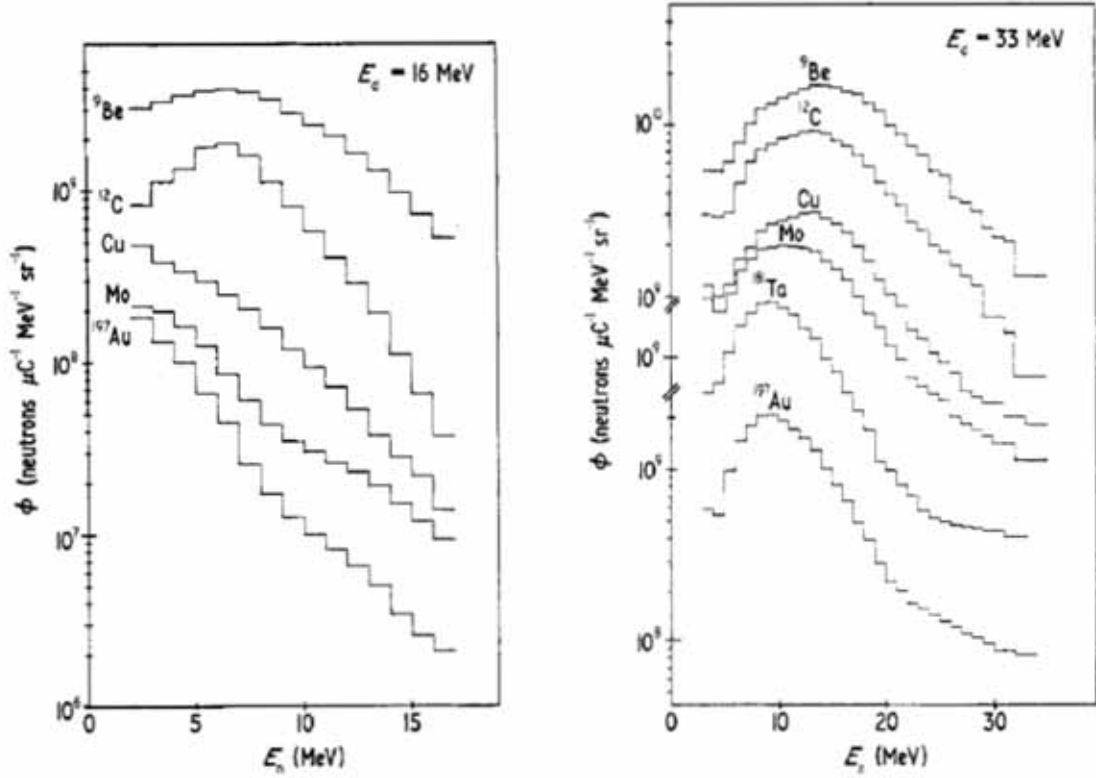 E_d = 16 MeV
⁹Be
10⁹
¹²C
Cu
Mo
¹⁹⁷Au
10⁸
10⁷
10⁶
Φ (neutrons μC⁻¹ MeV⁻¹ sr⁻¹)
0 5 10 15
Eₙ (MeV)
E_d = 33 MeV
⁹Be
10¹⁰
¹²C
Cu
Mo
10⁹
Ta
10⁹
¹⁹⁷Au
10⁹
10⁸
Φ (neutrons μC⁻¹ MeV⁻¹ sr⁻¹)
0 10 20 30
(MeV)